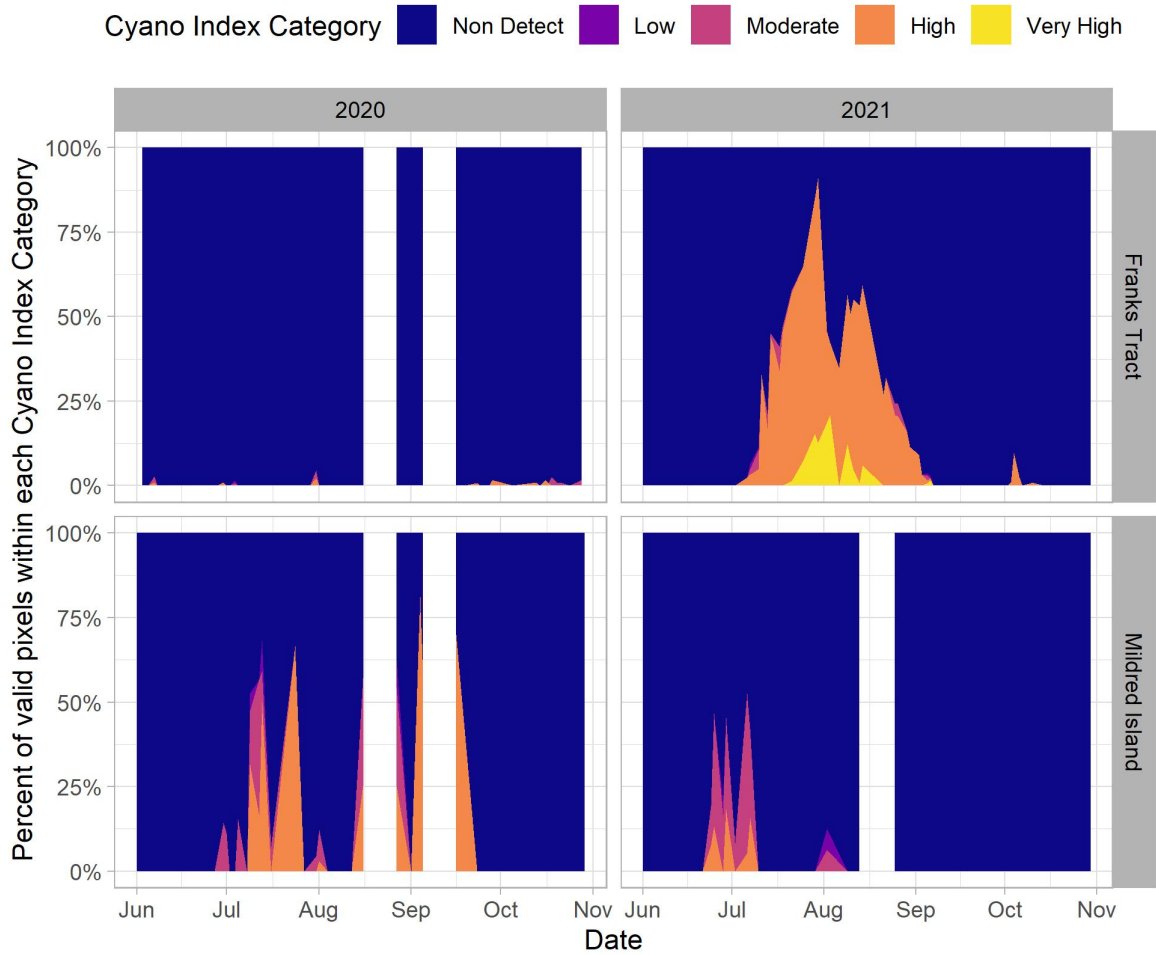 Cyano Index Category Non Detect Low Moderate High Very High
2020 2021
Percent of valid pixels within each Cyano Index Category
100%
75%
50%
25%
0%
Franks Tract
100%
75%
50%
25%
0%
Mildred Island
Jun Jul Aug Sep Oct Nov Jun Jul Aug Sep Oct Nov
Date